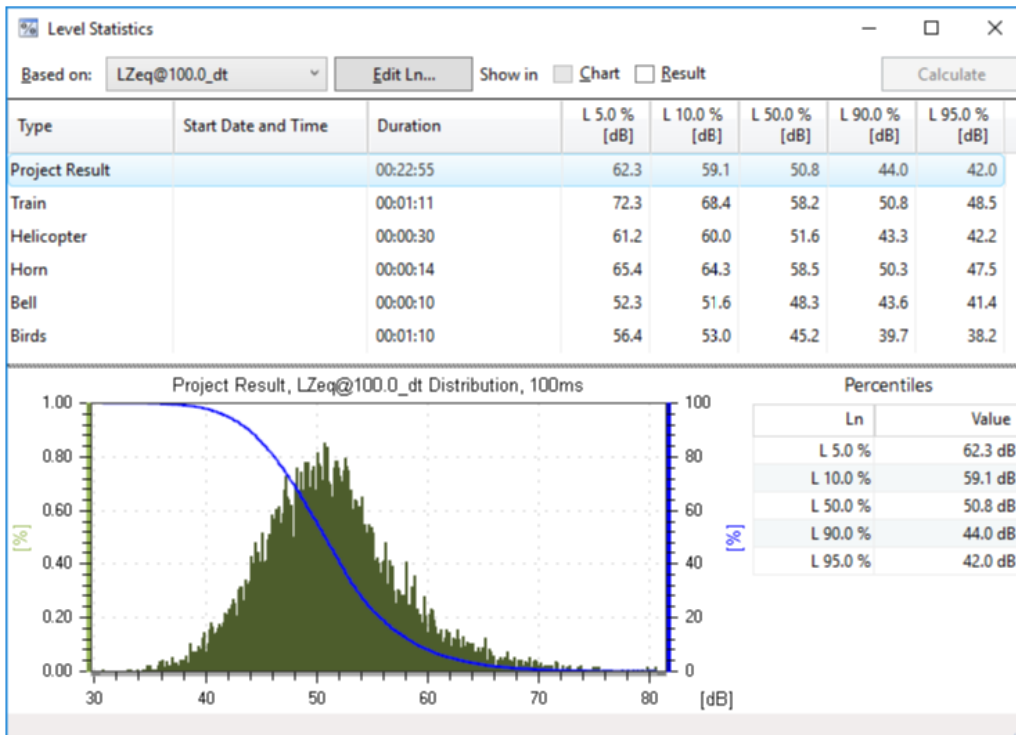 Level Statistics
Based on: LZeq@100.0_dt Edit Ln... Show in Chart Result Calculate
Type Start Date and Time Duration L 5.0 % [dB] L 10.0 % [dB] L 50.0 % [dB] L 90.0 % [dB] L 95.0 % [dB]
Project Result 00:22:55 62.3 59.1 50.8 44.0 42.0
Train 00:01:11 72.3 68.4 58.2 50.8 48.5
Helicopter 00:00:30 61.2 60.0 51.6 43.3 42.2
Horn 00:00:14 65.4 64.3 58.5 50.3 47.5
Bell 00:00:10 52.3 51.6 48.3 43.6 41.4
Birds 00:01:10 56.4 53.0 45.2 39.7 38.2
Project Result, LZeq@100.0_dt Distribution, 100ms
1.00
0.80
0.60
0.40
0.20
0.00
[%]
100
80
60
40
20
0
[%]
30 40 50 60 70 80 [dB]
Percentiles
Ln Value
L 5.0 % 62.3 dB
L 10.0 % 59.1 dB
L 50.0 % 50.8 dB
L 90.0 % 44.0 dB
L 95.0 % 42.0 dB